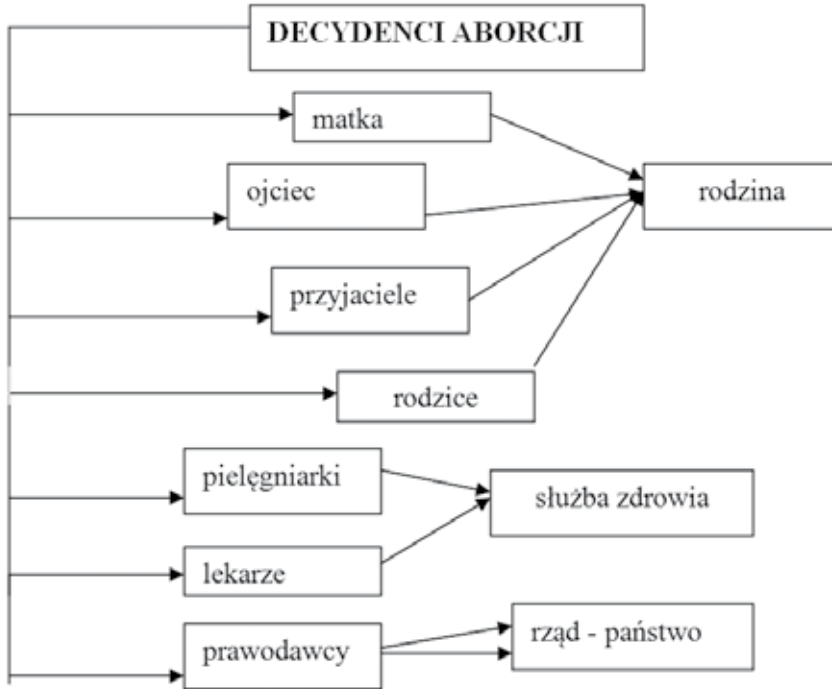 DECYDENCI ABORCJI
matka
ojciec
rodzina
przyjaciele
rodzice
pielęgniarki
służba zdrowia
lekarze
prawodawcy
rząd - państwo